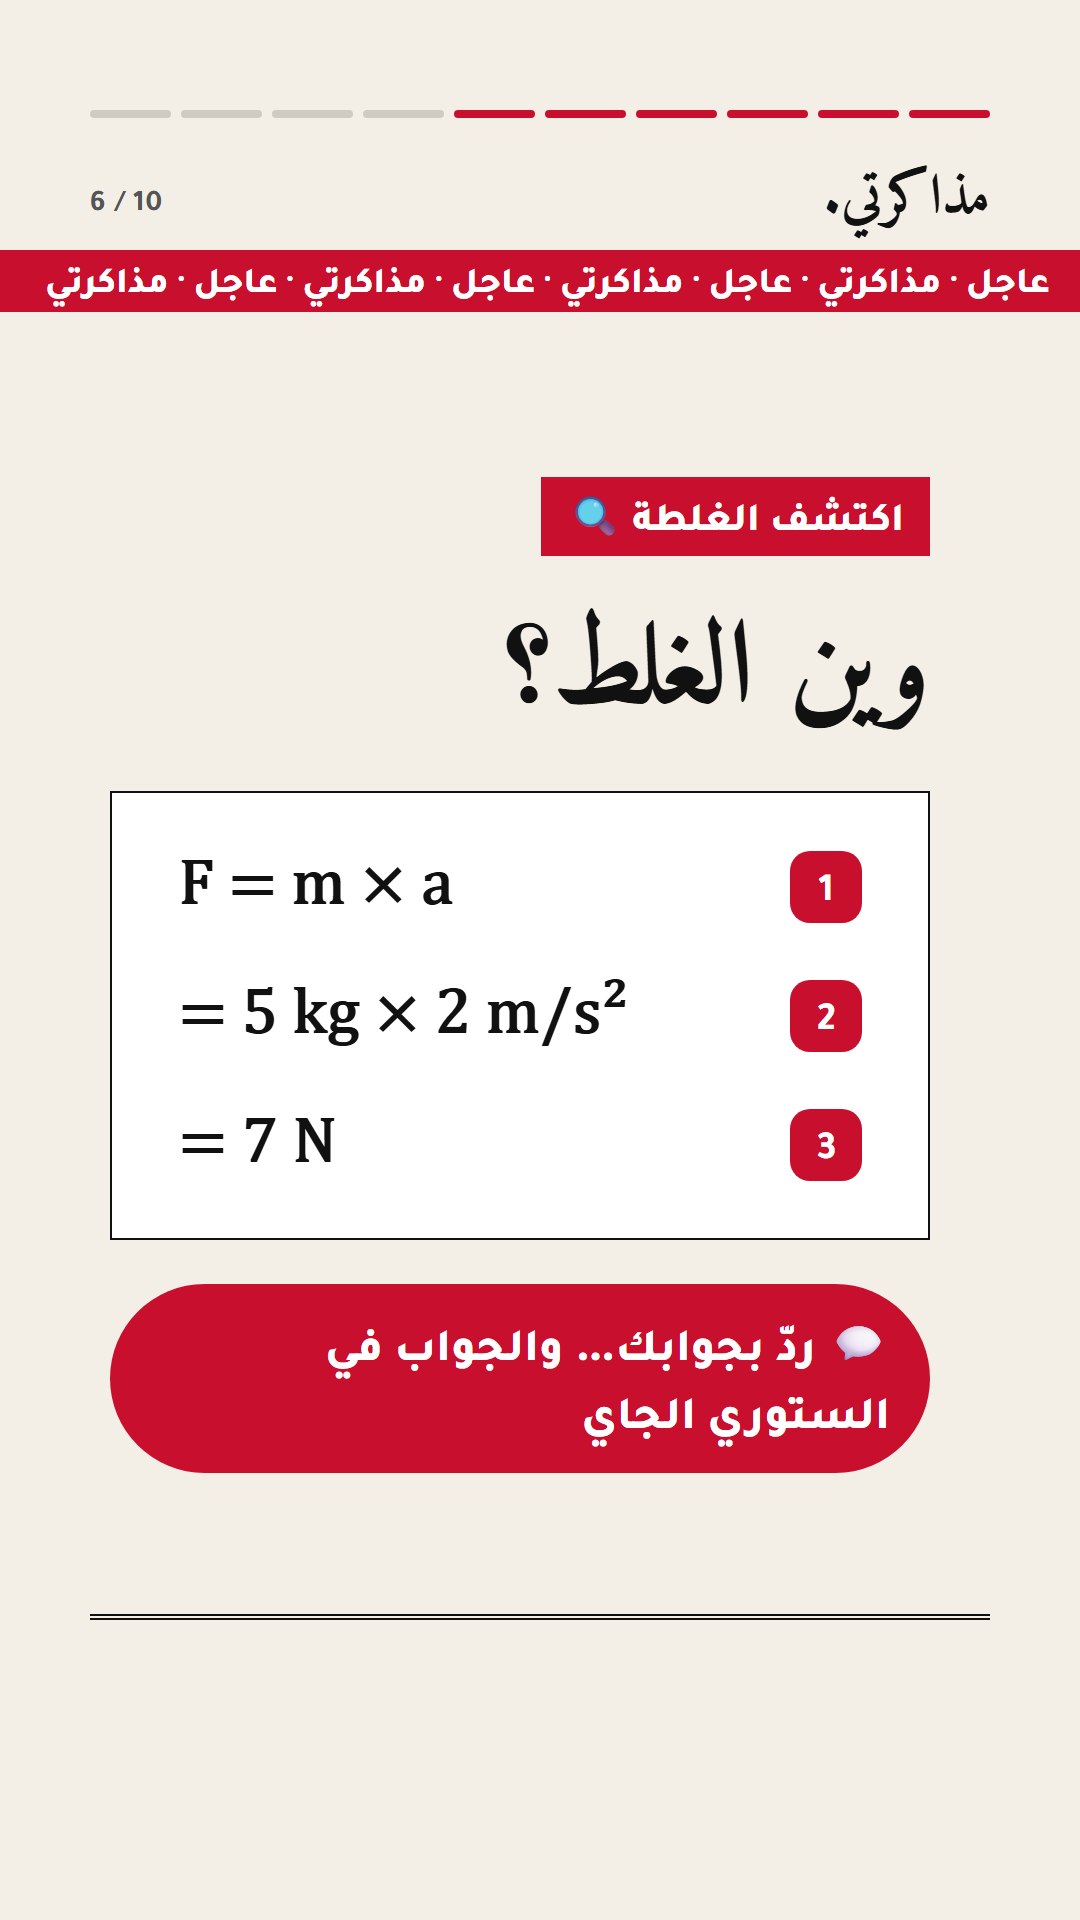 مذاكرتي.
6 / 10
عاجل · مذاكرتي · عاجل · مذاكرتي · عاجل · مذاكرتي · عاجل · مذاكرتي
اكتشف الغلطة 🔍
وين الغلط؟
1 F = m × a
2 = 5 kg × 2 m/s²
3 = 7 N
💬 ردّ بجوابك... والجواب في
الستوري الجاي